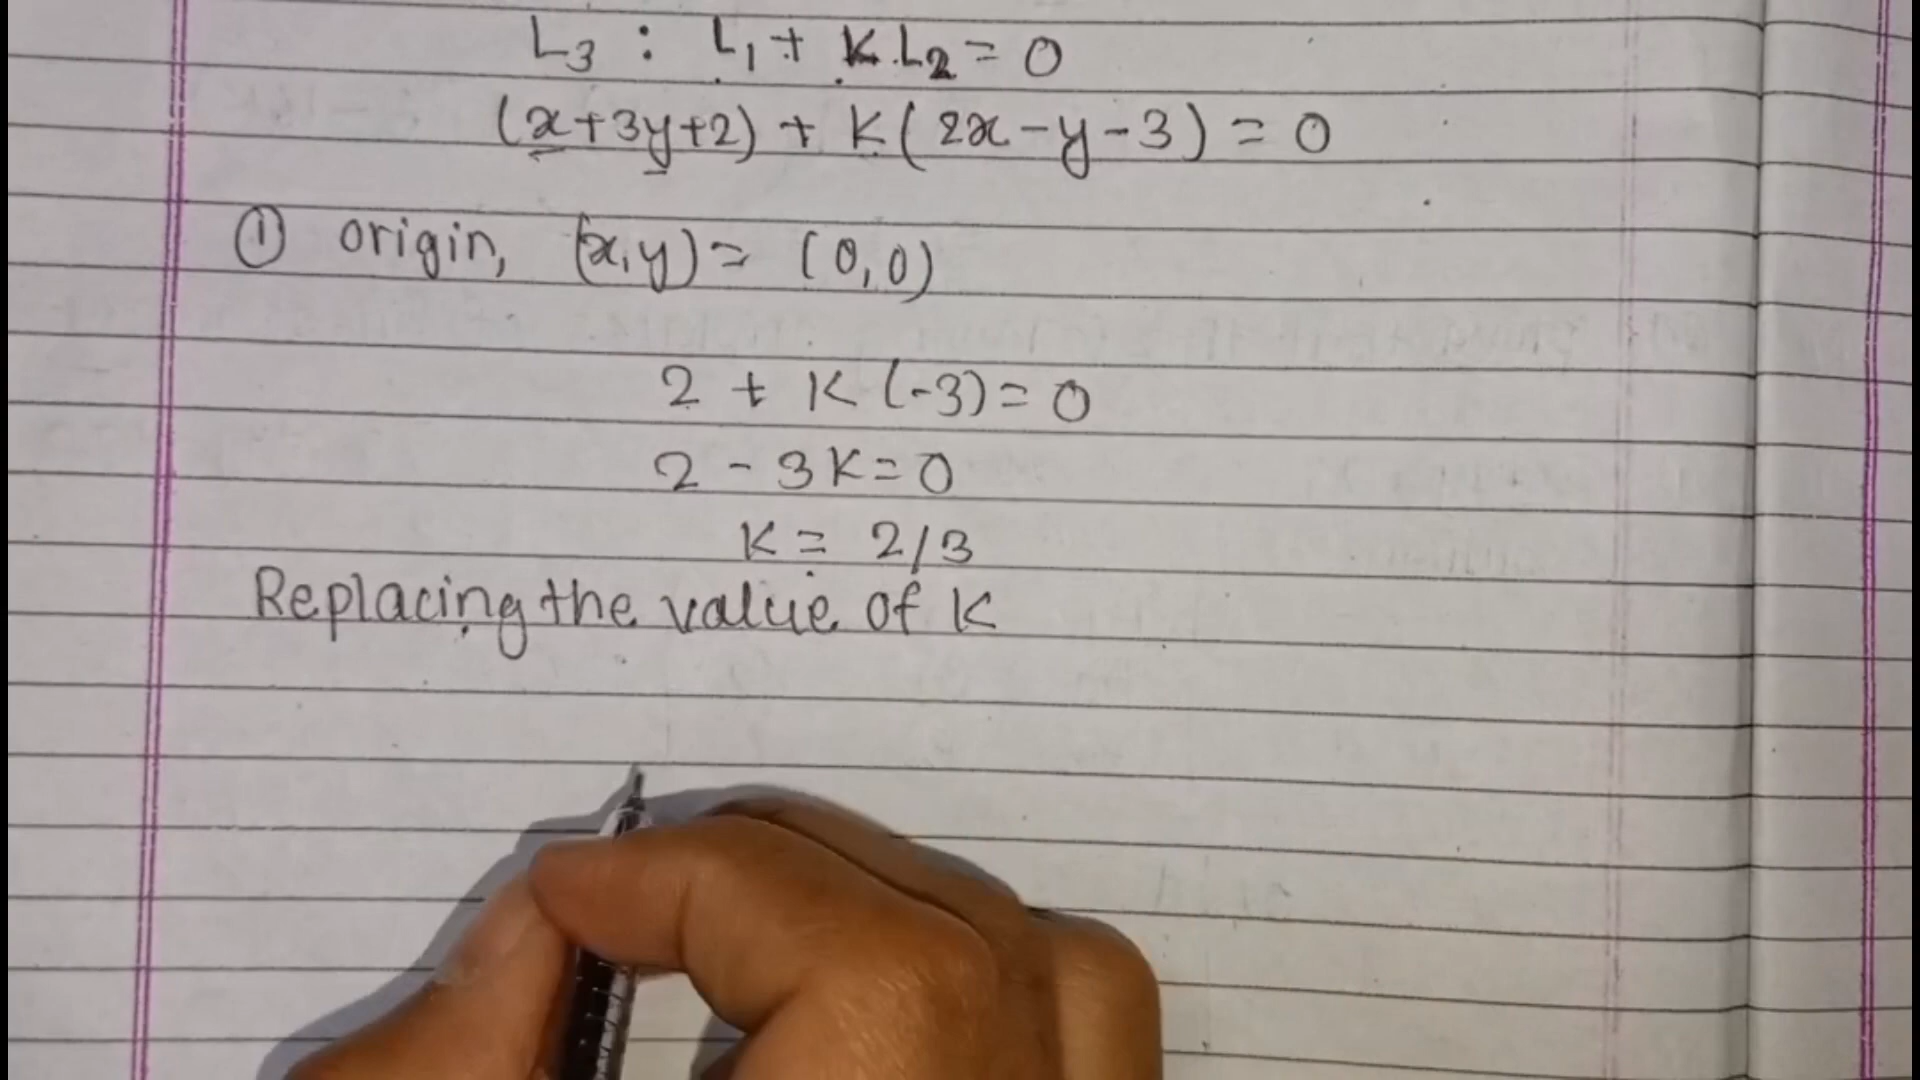 L3 : L1 + K.L2 = 0
(x+3y+2) + K(2x-y-3) = 0
① origin, (x,y) = (0,0)
2 + K(-3) = 0
2 - 3K = 0
K = 2/3
Replacing the value of K